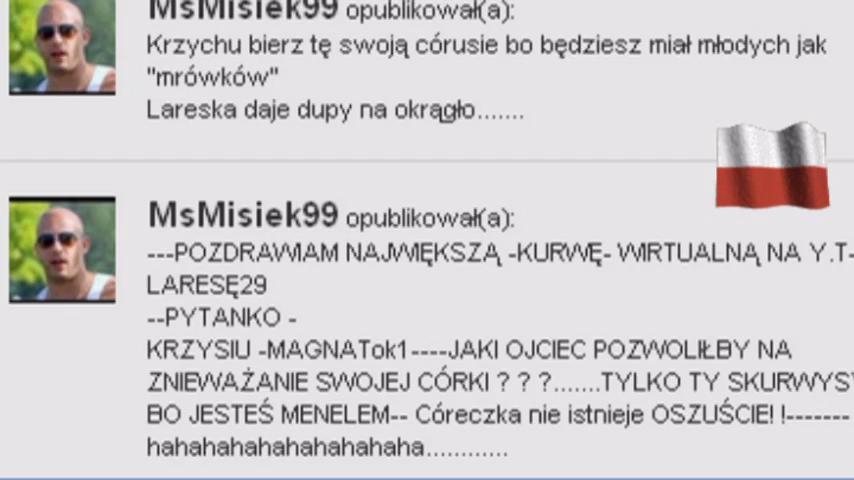 MsMisiek99 opublikował(a):
Krzychu bierz tę swoją córusie bo będziesz miał młodych jak
"mrówków"
Lareska daje dupy na okrągło.......
MsMisiek99 opublikował(a):
---POZDRAWIAM NAJWIĘKSZĄ -KURWĘ- WIRTUALNĄ NA Y.T-
LARESĘ29
--PYTANKO -
KRZYSIU -MAGNATok1----JAKI OJCIEC POZWOLIŁBY NA
ZNIEWAŻANIE SWOJEJ CÓRKI ? ? ?.......TYLKO TY SKURWYS
BO JESTEŚ MENELEM-- Córeczka nie istnieje OSZUŚCIE! !-------
hahahahahahahahahaha............